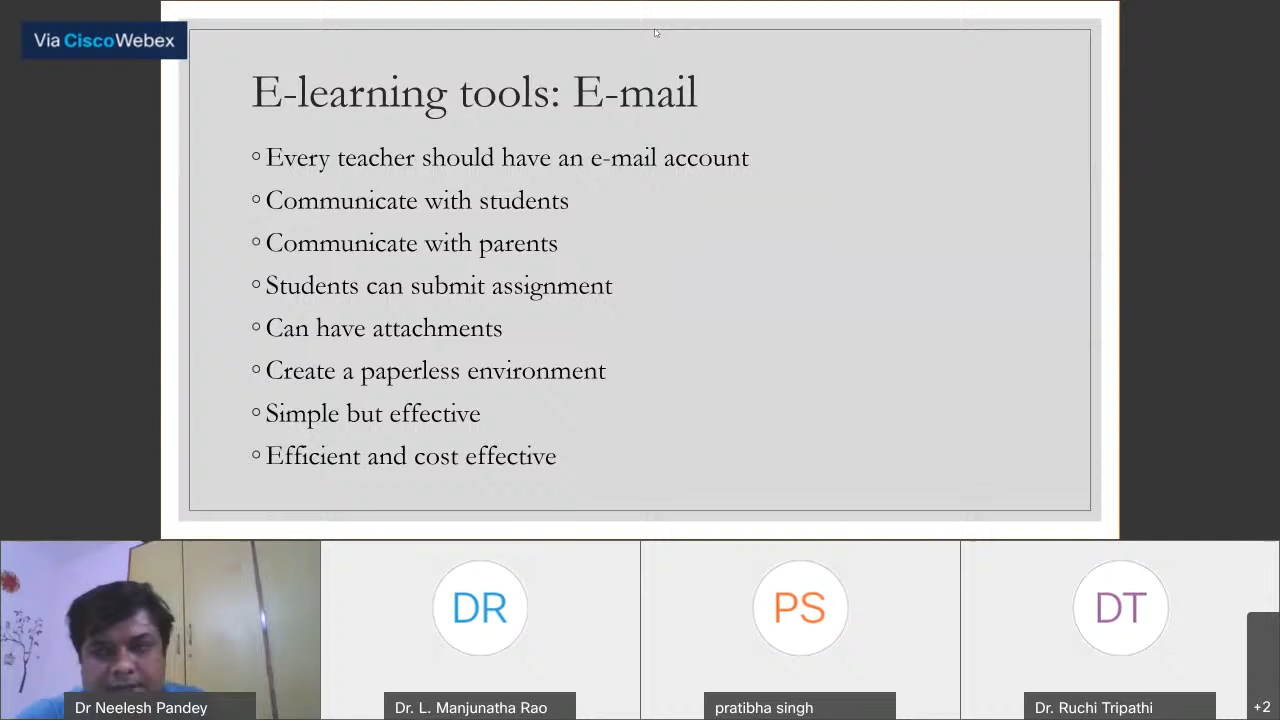 Via CiscoWebex
E-learning tools: E-mail
Every teacher should have an e-mail account
Communicate with students
Communicate with parents
Students can submit assignment
Can have attachments
Create a paperless environment
Simple but effective
Efficient and cost effective
DR
PS
DT
Dr Neelesh Pandey
Dr. L. Manjunatha Rao
pratibha singh
Dr. Ruchi Tripathi
+2